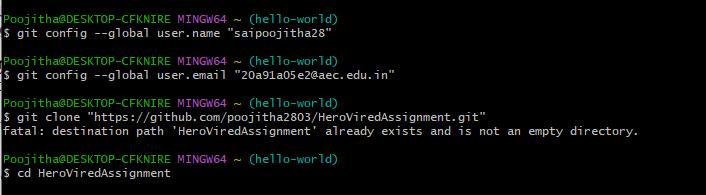 Poojitha@DESKTOP-CFKNIRE MINGW64 ~ (hello-world)
$ git config --global user.name "saipoojitha28"
Poojitha@DESKTOP-CFKNIRE MINGW64 ~ (hello-world)
$ git config --global user.email "20a91a05e2@aec.edu.in"
Poojitha@DESKTOP-CFKNIRE MINGW64 ~ (hello-world)
$ git clone "https://github.com/poojitha2803/HeroViredAssignment.git"
fatal: destination path 'HeroViredAssignment' already exists and is not an empty directory.
Poojitha@DESKTOP-CFKNIRE MINGW64 ~ (hello-world)
$ cd HeroViredAssignment